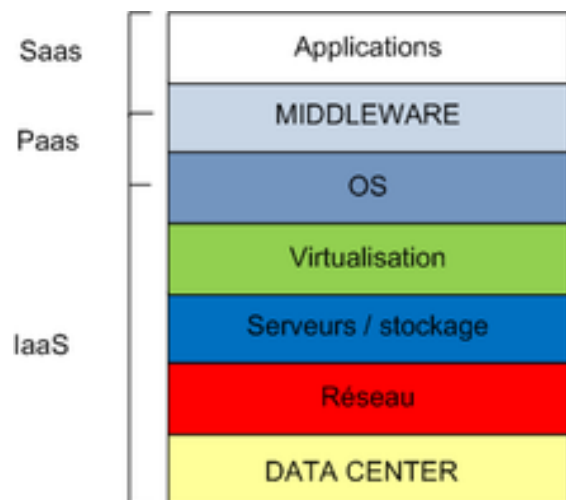 Saas
Applications
MIDDLEWARE
Paas
OS
Virtualisation
Serveurs / stockage
IaaS
Réseau
DATA CENTER